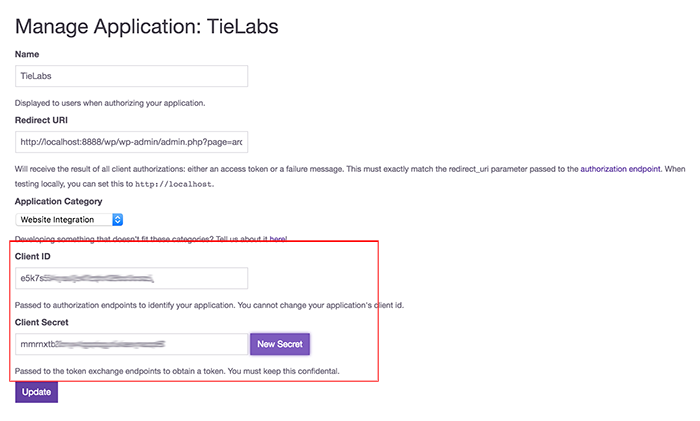 Manage Application: TieLabs
Name
TieLabs
Displayed to users when authorizing your application.
Redirect URI
http://localhost:8888/wp/wp-admin/admin.php?page=arc
Will receive the result of all client authorizations: either an access token or a failure message. This must exactly match the redirect_uri parameter passed to the authorization endpoint. When
testing locally, you can set this to http://localhost.
Application Category
Website Integration
Developing something that doesn't fit these categories? Tell us about it here!
Client ID
e5k7s
Passed to authorization endpoints to identify your application. You cannot change your application's client id.
Client Secret
mmrnxtb
New Secret
Passed to the token exchange endpoints to obtain a token. You must keep this confidental.
Update